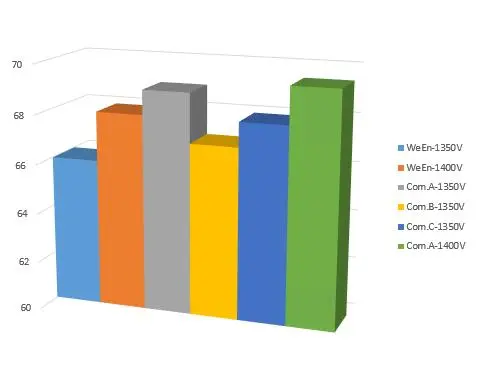 70
68
66
64
62
60
WeEn-1350V
WeEn-1400V
Com.A-1350V
Com.B-1350V
Com.C-1350V
Com.A-1400V